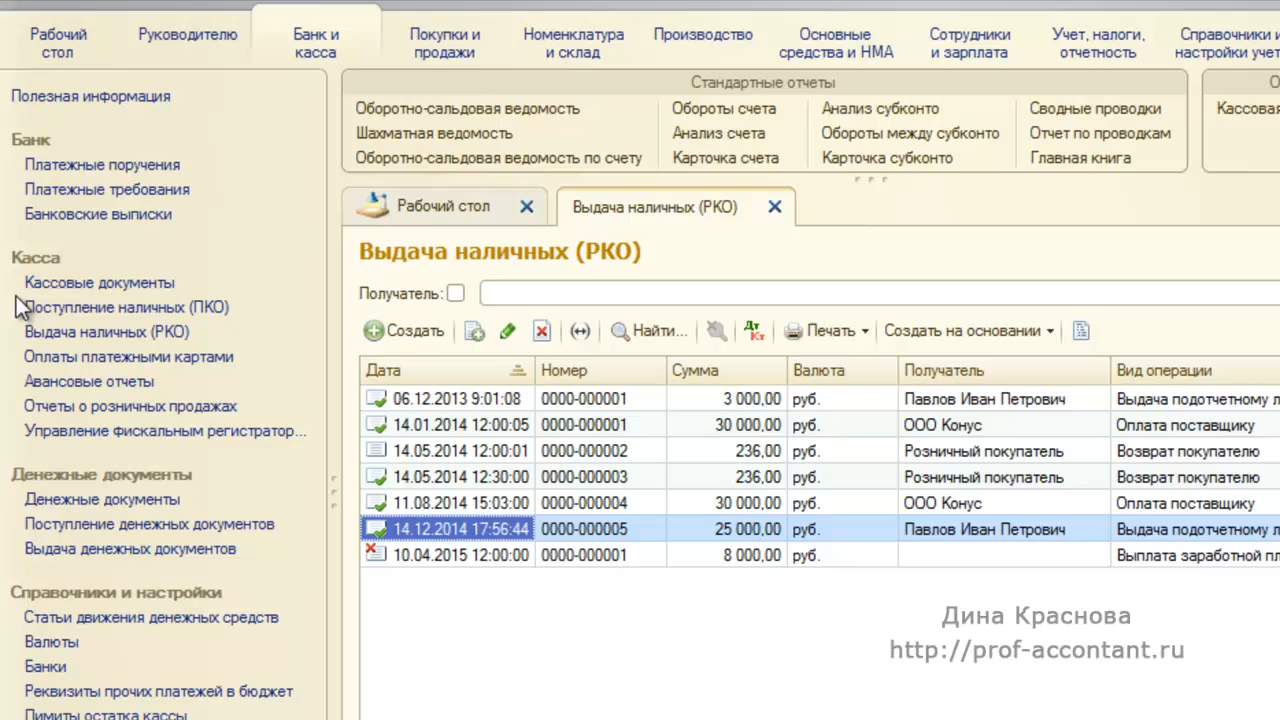 Рабочий стол
Руководителю
Банк и касса
Покупки и продажи
Номенклатура и склад
Производство
Основные средства и НМА
Сотрудники и зарплата
Учет, налоги, отчетность
Справочники и настройки учет
Полезная информация
Банк
Платежные поручения
Платежные требования
Банковские выписки
Касса
Кассовые документы
Поступление наличных (ПКО)
Выдача наличных (РКО)
Оплаты платежными картами
Авансовые отчеты
Отчеты о розничных продажах
Управление фискальным регистратор...
Денежные документы
Денежные документы
Поступление денежных документов
Выдача денежных документов
Справочники и настройки
Статьи движения денежных средств
Валюты
Банки
Реквизиты прочих платежей в бюджет
Лимиты остатка кассы
Стандартные отчеты
Оборотно-сальдовая ведомость
Обороты счета
Анализ субконто
Сводные проводки
Шахматная ведомость
Анализ счета
Обороты между субконто
Отчет по проводкам
Оборотно-сальдовая ведомость по счету
Карточка счета
Карточка субконто
Главная книга
О
Кассовая
Рабочий стол
Выдача наличных (РКО)
Выдача наличных (РКО)
Получатель:
Создать
Найти...
Дт Кт
Печать
Создать на основании
Дата Номер Сумма Валюта Получатель Вид операции
06.12.2013 9:01:08 0000-000001 3 000,00 руб. Павлов Иван Петрович Выдача подотчетному л
14.01.2014 12:00:05 0000-000001 30 000,00 руб. ООО Конус Оплата поставщику
14.05.2014 12:00:01 0000-000002 236,00 руб. Розничный покупатель Возврат покупателю
14.05.2014 12:30:00 0000-000003 236,00 руб. Розничный покупатель Возврат покупателю
11.08.2014 15:03:00 0000-000004 30 000,00 руб. ООО Конус Оплата поставщику
14.12.2014 17:56:44 0000-000005 25 000,00 руб. Павлов Иван Петрович Выдача подотчетному л
10.04.2015 12:00:00 0000-000001 8 000,00 руб. Выплата заработной пл
Дина Краснова
http://prof-accontant.ru